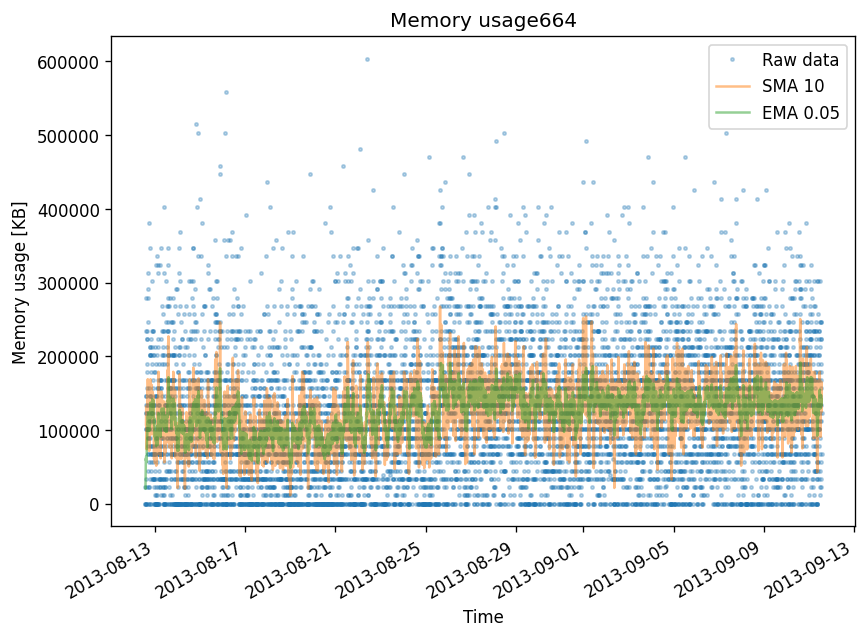 Memory usage664
Raw data
SMA 10
EMA 0.05
Memory usage [KB]
600000
500000
400000
300000
200000
100000
0
2013-08-13
2013-08-17
2013-08-21
2013-08-25
2013-08-29
2013-09-01
2013-09-05
2013-09-09
2013-09-13
Time